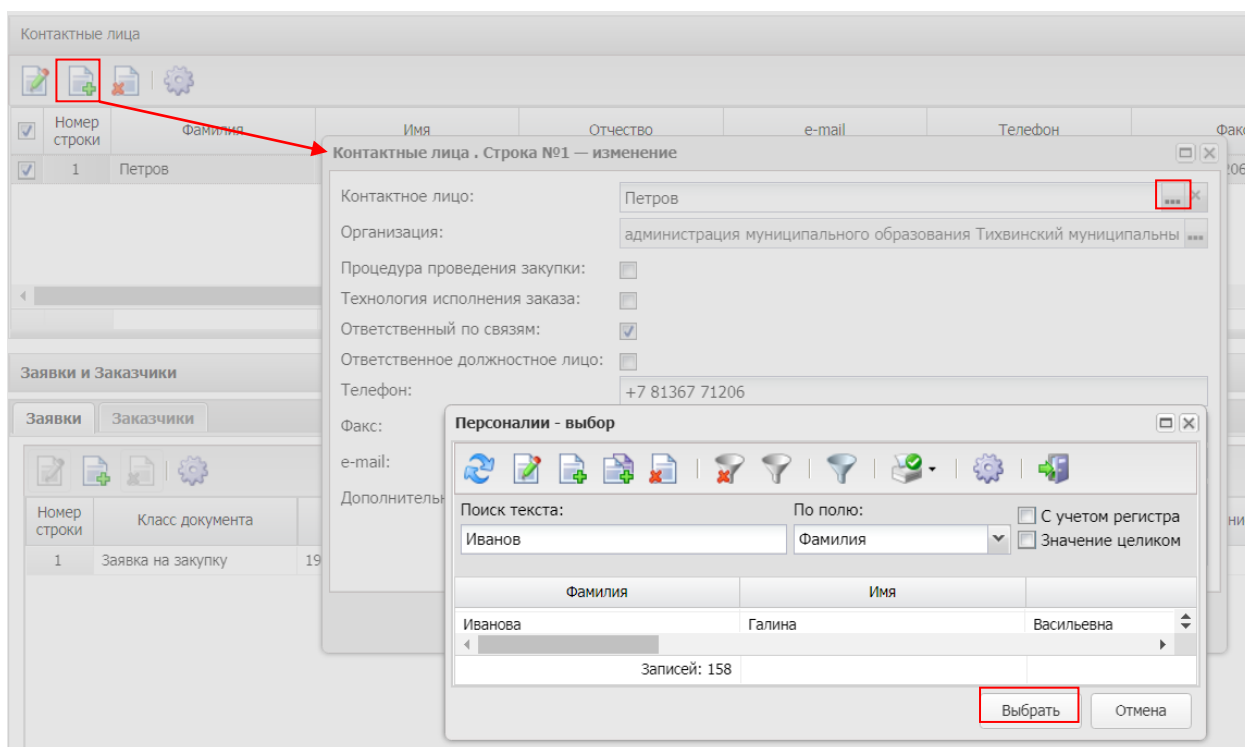 Контактные лица
Номер строки Фамилия Имя Отчество e-mail Телефон Фак
1 Петров 206
Контактные лица . Строка №1 — изменение
Контактное лицо: Петров ...
Организация: администрация муниципального образования Тихвинский муниципальны ...
Процедура проведения закупки:
Технология исполнения заказа:
Ответственный по связям:
Ответственное должностное лицо:
Телефон: +7 81367 71206
Факс:
e-mail:
Дополнительн
Заявки и Заказчики
Заявки Заказчики
Номер строки Класс документа
1 Заявка на закупку 19
Персоналии - выбор
Поиск текста: По полю: С учетом регистра
Иванов Фамилия Значение целиком
Фамилия Имя
Иванова Галина Васильевна
Записей: 158
Выбрать Отмена